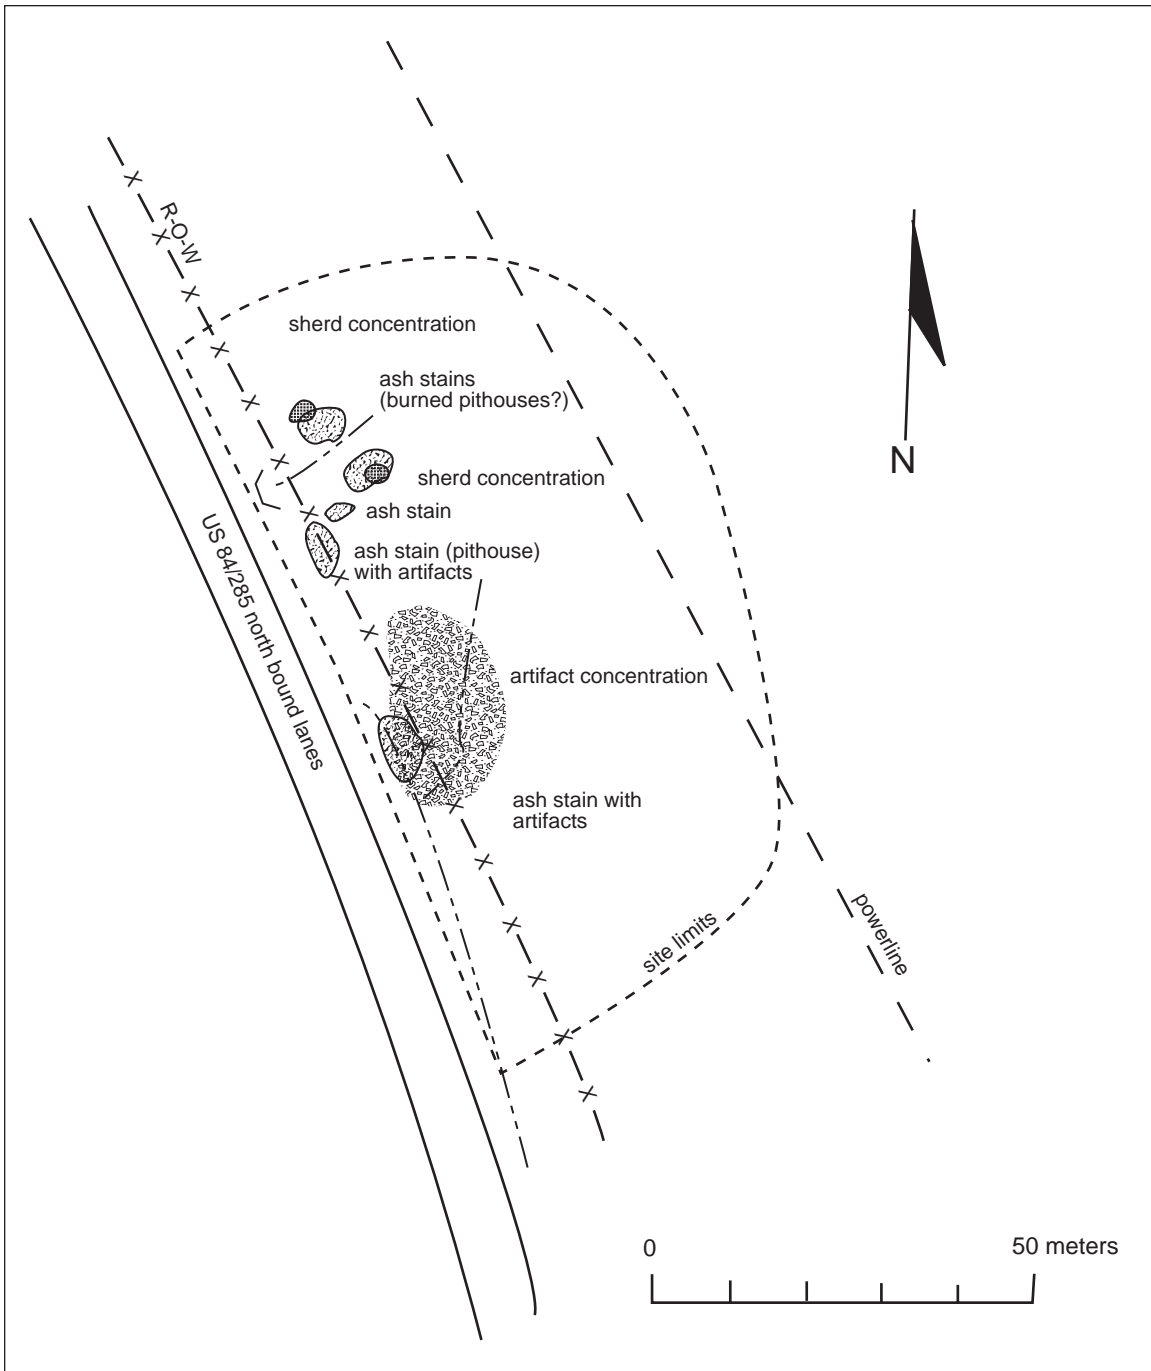 R-O-W
sherd concentration
ash stains
(burned pithouses?)
N
sherd concentration
ash stain
US 84/285 north bound lanes
ash stain (pithouse)
with artifacts
artifact concentration
ash stain with
artifacts
powerline
site limits
0
50 meters